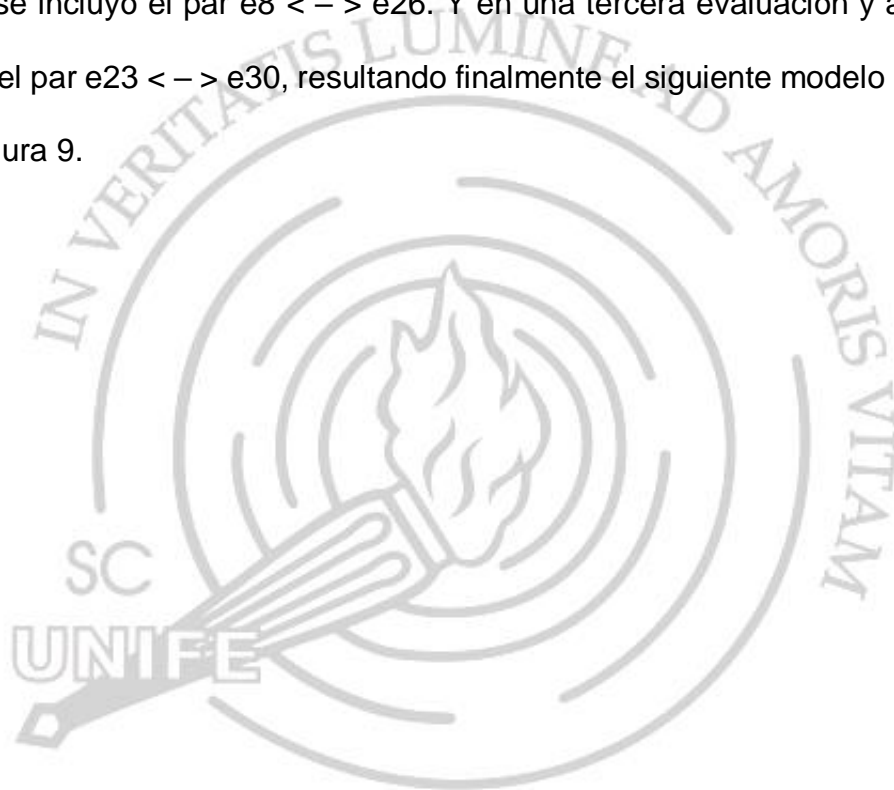 se incluyó el par e8 < – > e26. Y en una tercera evaluación y a
el par e23 < – > e30, resultando finalmente el siguiente modelo
ura 9.
IN VERITATIS LUMINE AD AMORIS VITAM
SC
UNIFE